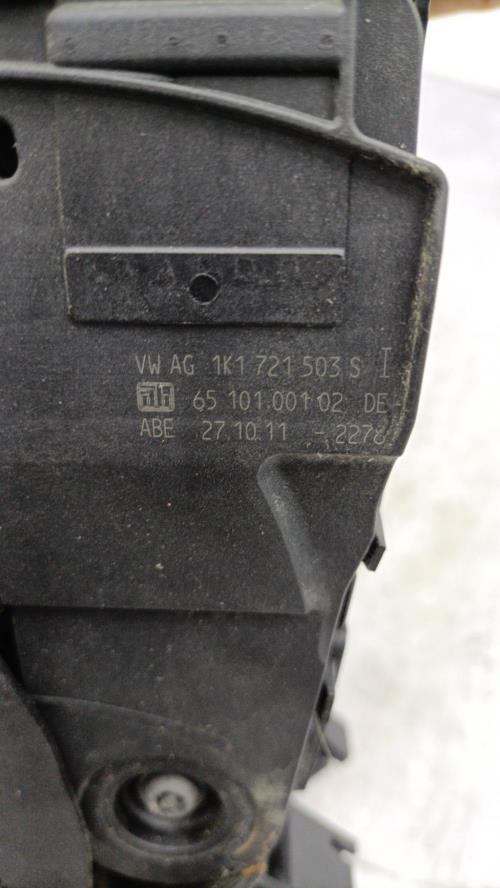 VW AG 1K1 721 503 S I
65 101.001 02 DE
ABE 27.10.11 - 2278